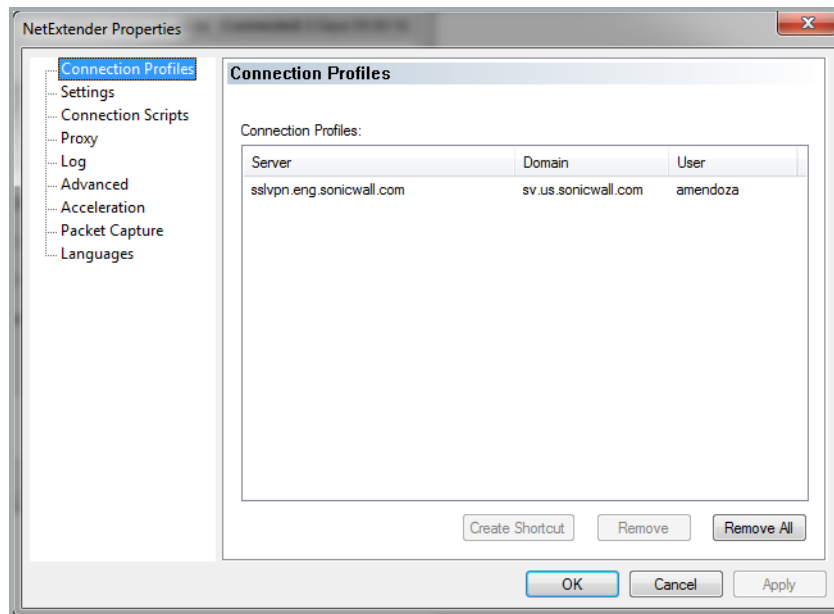 NetExtender Properties
Connection Profiles
Settings
Connection Scripts
Proxy
Log
Advanced
Acceleration
Packet Capture
Languages
Connection Profiles
Connection Profiles:
Server Domain User
sslvpn.eng.sonicwall.com sv.us.sonicwall.com amendoza
Create Shortcut Remove Remove All
OK Cancel Apply